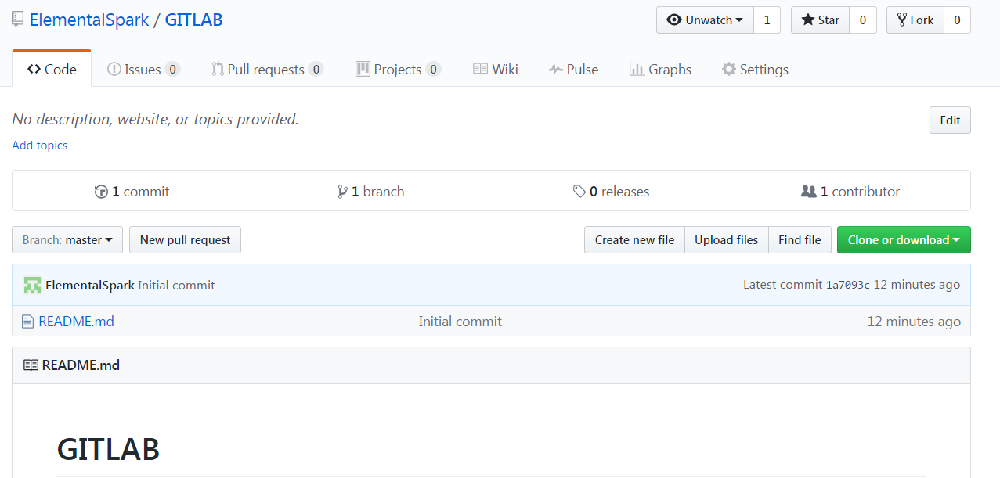 ElementalSpark / GITLAB Unwatch 1 Star 0 Fork 0
Code Issues 0 Pull requests 0 Projects 0 Wiki Pulse Graphs Settings
No description, website, or topics provided. Edit
Add topics
1 commit 1 branch 0 releases 1 contributor
Branch: master New pull request Create new file Upload files Find file Clone or download
ElementalSpark Initial commit Latest commit 1a7093c 12 minutes ago
README.md Initial commit 12 minutes ago
README.md
GITLAB